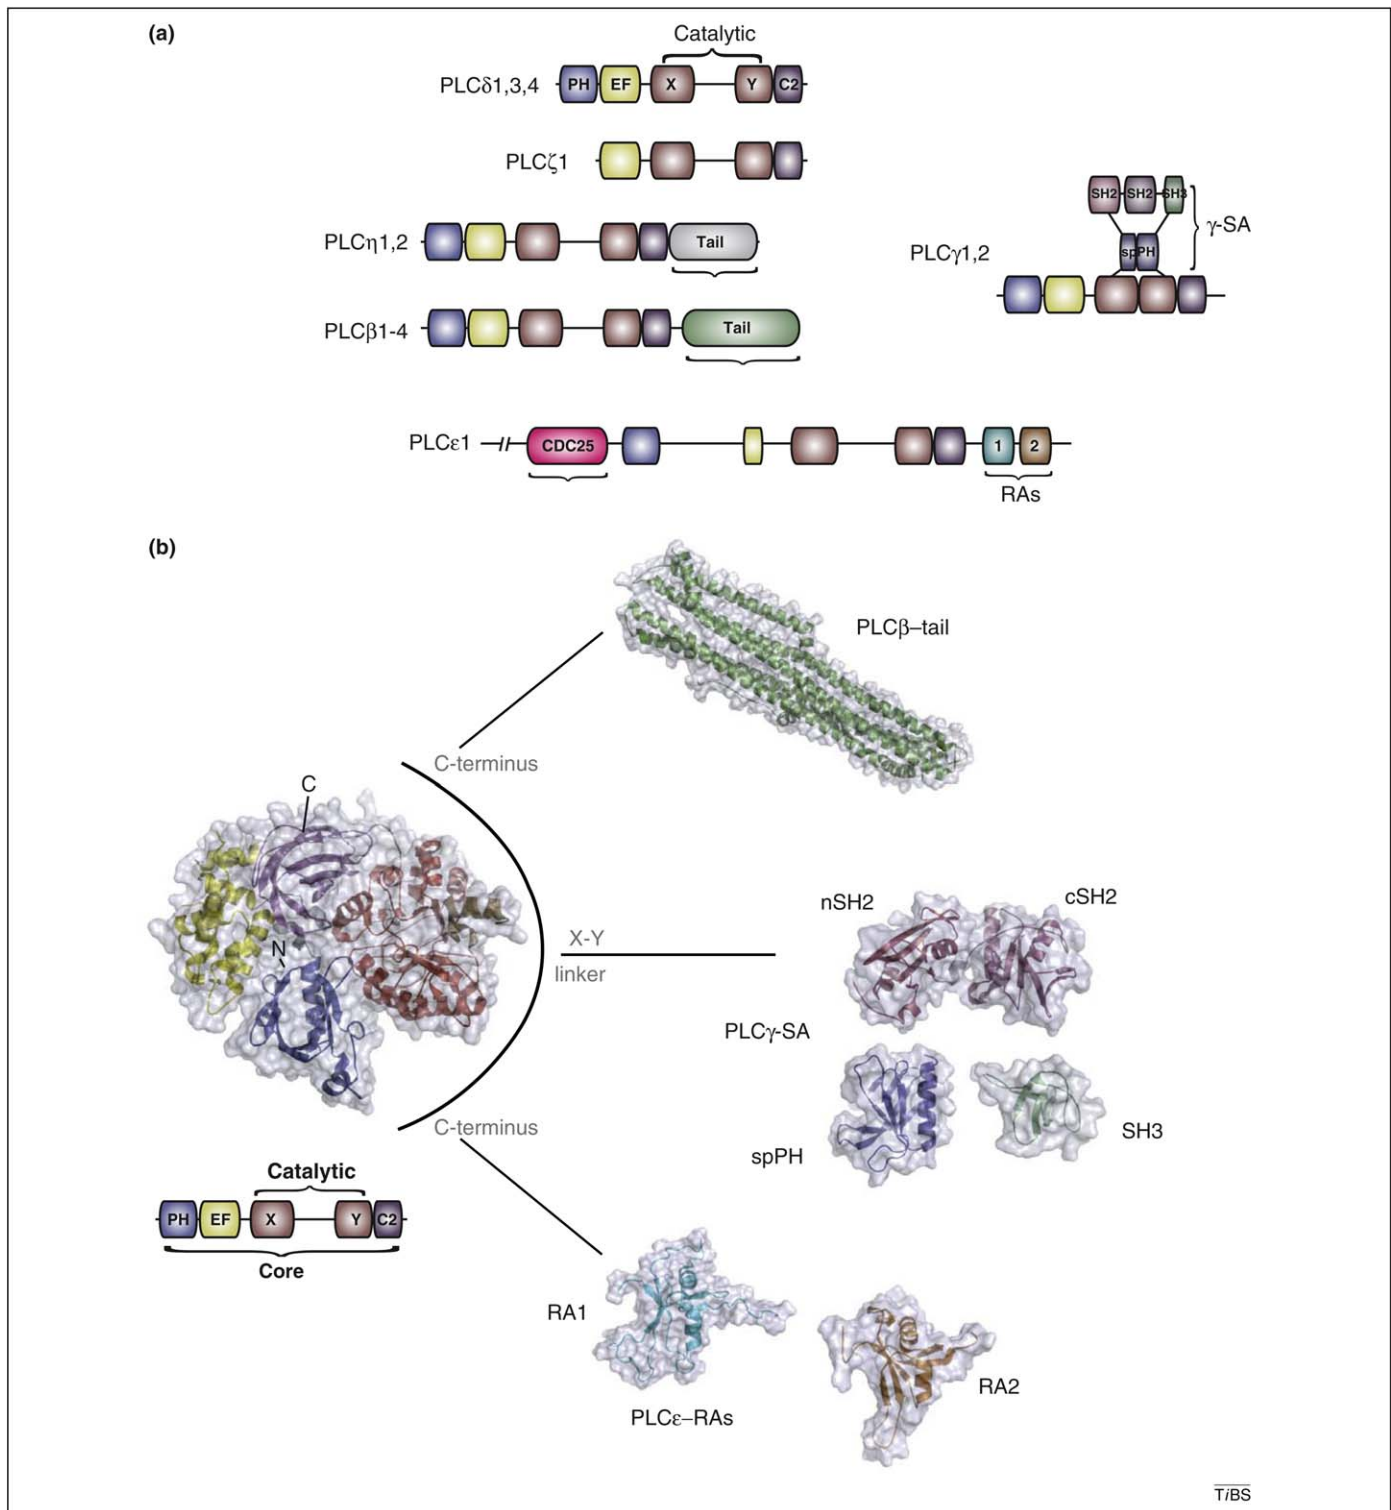 (a)
Catalytic
PLCδ1,3,4
PH EF X Y C2
PLCζ1
PLCη1,2
Tail
PLCβ1-4
Tail
SH2 SH2 SH3
γ-SA
PLCγ1,2
spPH
PLCε1
CDC25
1 2
RAs
(b)
PLCβ–tail
C-terminus
C
N
X-Y
linker
nSH2
cSH2
PLCγ-SA
spPH
SH3
C-terminus
Catalytic
PH EF X Y C2
Core
RA1
RA2
PLCε–RAs
TiBS